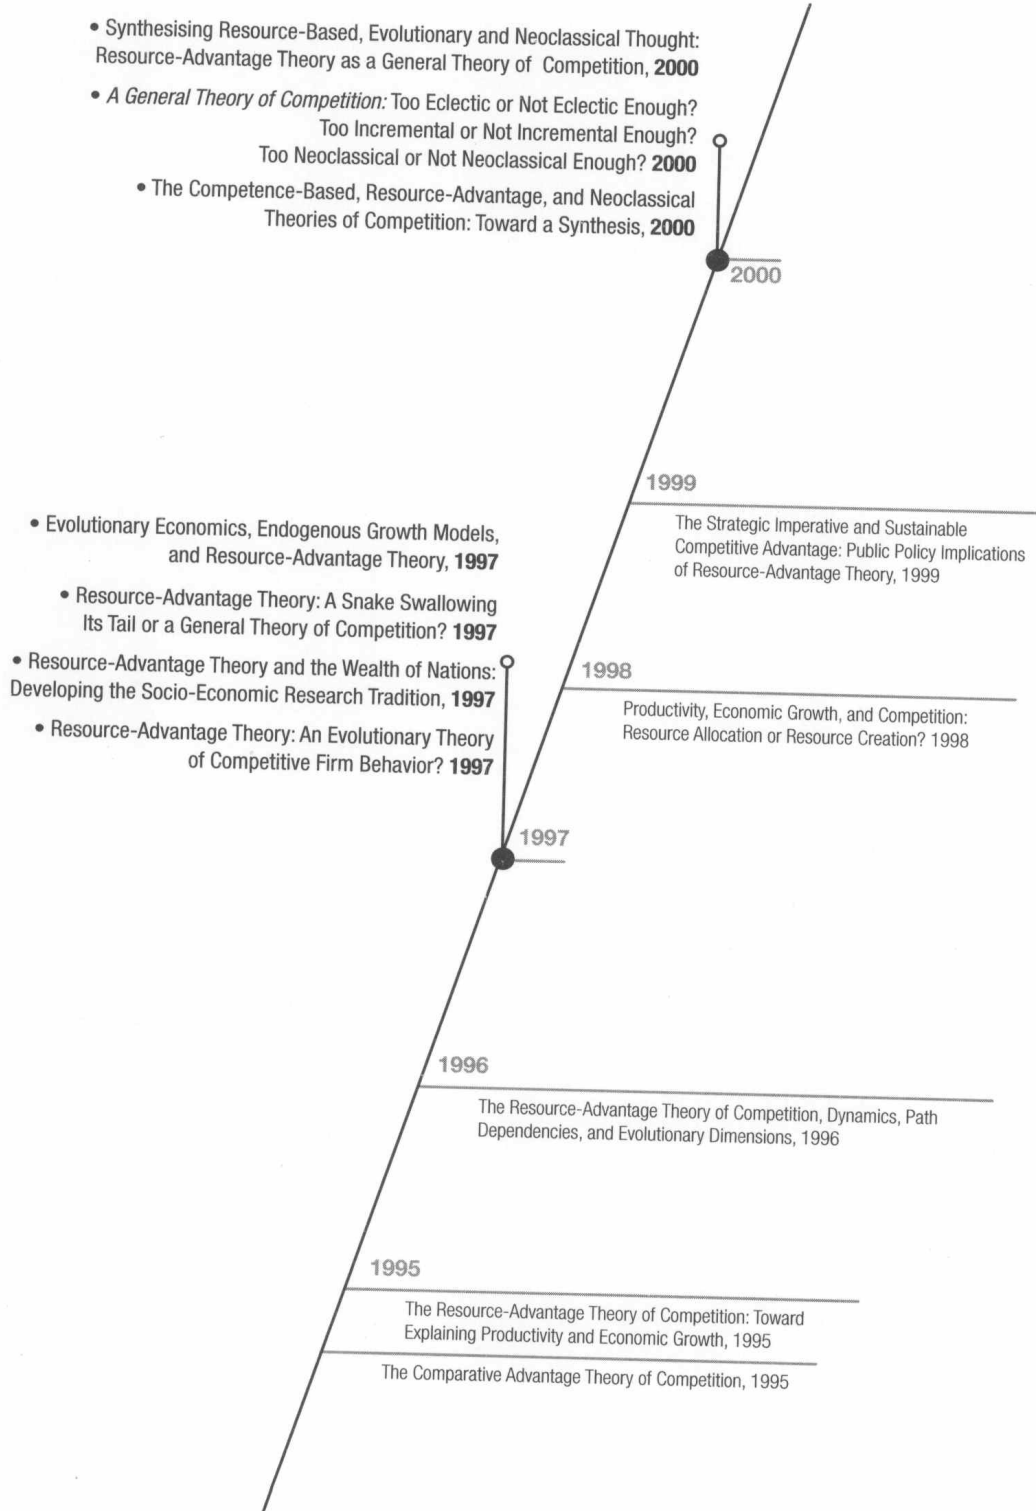 • Synthesising Resource-Based, Evolutionary and Neoclassical Thought:
Resource-Advantage Theory as a General Theory of Competition, 2000
• A General Theory of Competition: Too Eclectic or Not Eclectic Enough?
Too Incremental or Not Incremental Enough?
Too Neoclassical or Not Neoclassical Enough? 2000
• The Competence-Based, Resource-Advantage, and Neoclassical
Theories of Competition: Toward a Synthesis, 2000
2000
1999
The Strategic Imperative and Sustainable
Competitive Advantage: Public Policy Implications
of Resource-Advantage Theory, 1999
• Evolutionary Economics, Endogenous Growth Models,
and Resource-Advantage Theory, 1997
• Resource-Advantage Theory: A Snake Swallowing
Its Tail or a General Theory of Competition? 1997
• Resource-Advantage Theory and the Wealth of Nations:
Developing the Socio-Economic Research Tradition, 1997
• Resource-Advantage Theory: An Evolutionary Theory
of Competitive Firm Behavior? 1997
1998
Productivity, Economic Growth, and Competition:
Resource Allocation or Resource Creation? 1998
1997
1996
The Resource-Advantage Theory of Competition, Dynamics, Path
Dependencies, and Evolutionary Dimensions, 1996
1995
The Resource-Advantage Theory of Competition: Toward
Explaining Productivity and Economic Growth, 1995
The Comparative Advantage Theory of Competition, 1995